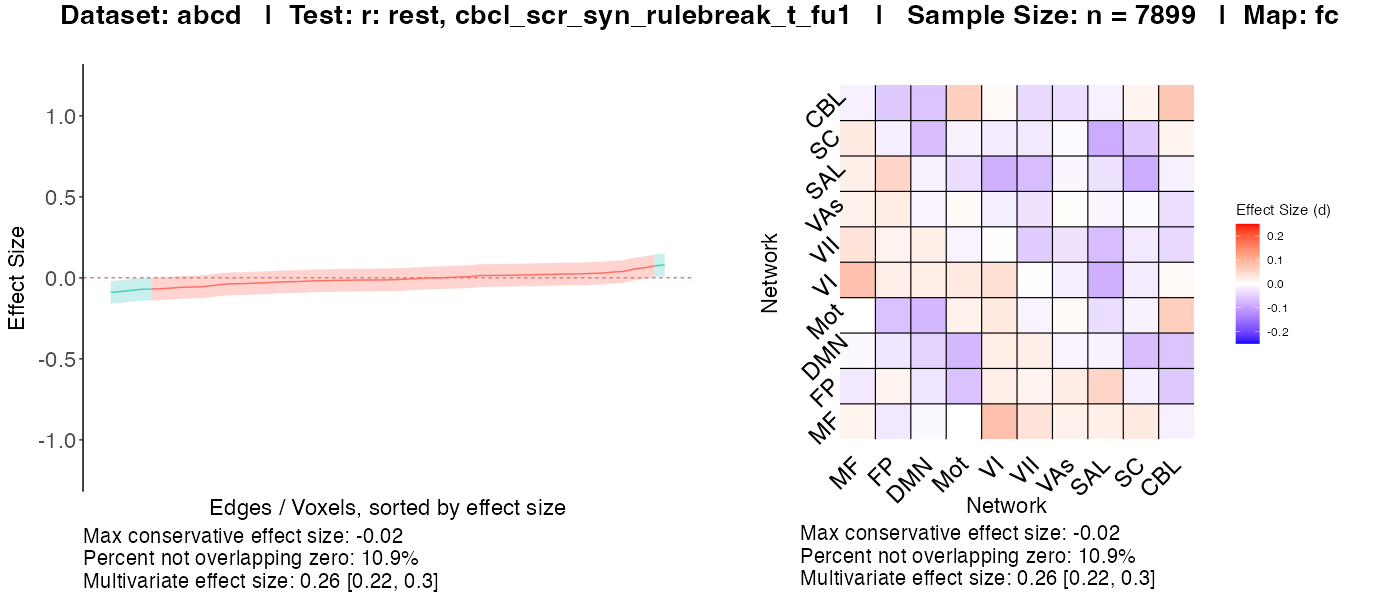 Dataset: abcd | Test: r: rest, cbcl_scr_syn_rulebreak_t_fu1 | Sample Size: n = 7899 | Map: fc
Effect Size
1.0
0.5
0.0
-0.5
-1.0
Edges / Voxels, sorted by effect size
Max conservative effect size: -0.02
Percent not overlapping zero: 10.9%
Multivariate effect size: 0.26 [0.22, 0.3]
Network
CBL
SC
SAL
VAs
VII
VI
Mot
DMN
FP
MF
MF
FP
DMN
Mot
VI
VII
VAs
SAL
SC
CBL
Network
Max conservative effect size: -0.02
Percent not overlapping zero: 10.9%
Multivariate effect size: 0.26 [0.22, 0.3]
Effect Size (d)
0.2
0.1
0.0
-0.1
-0.2